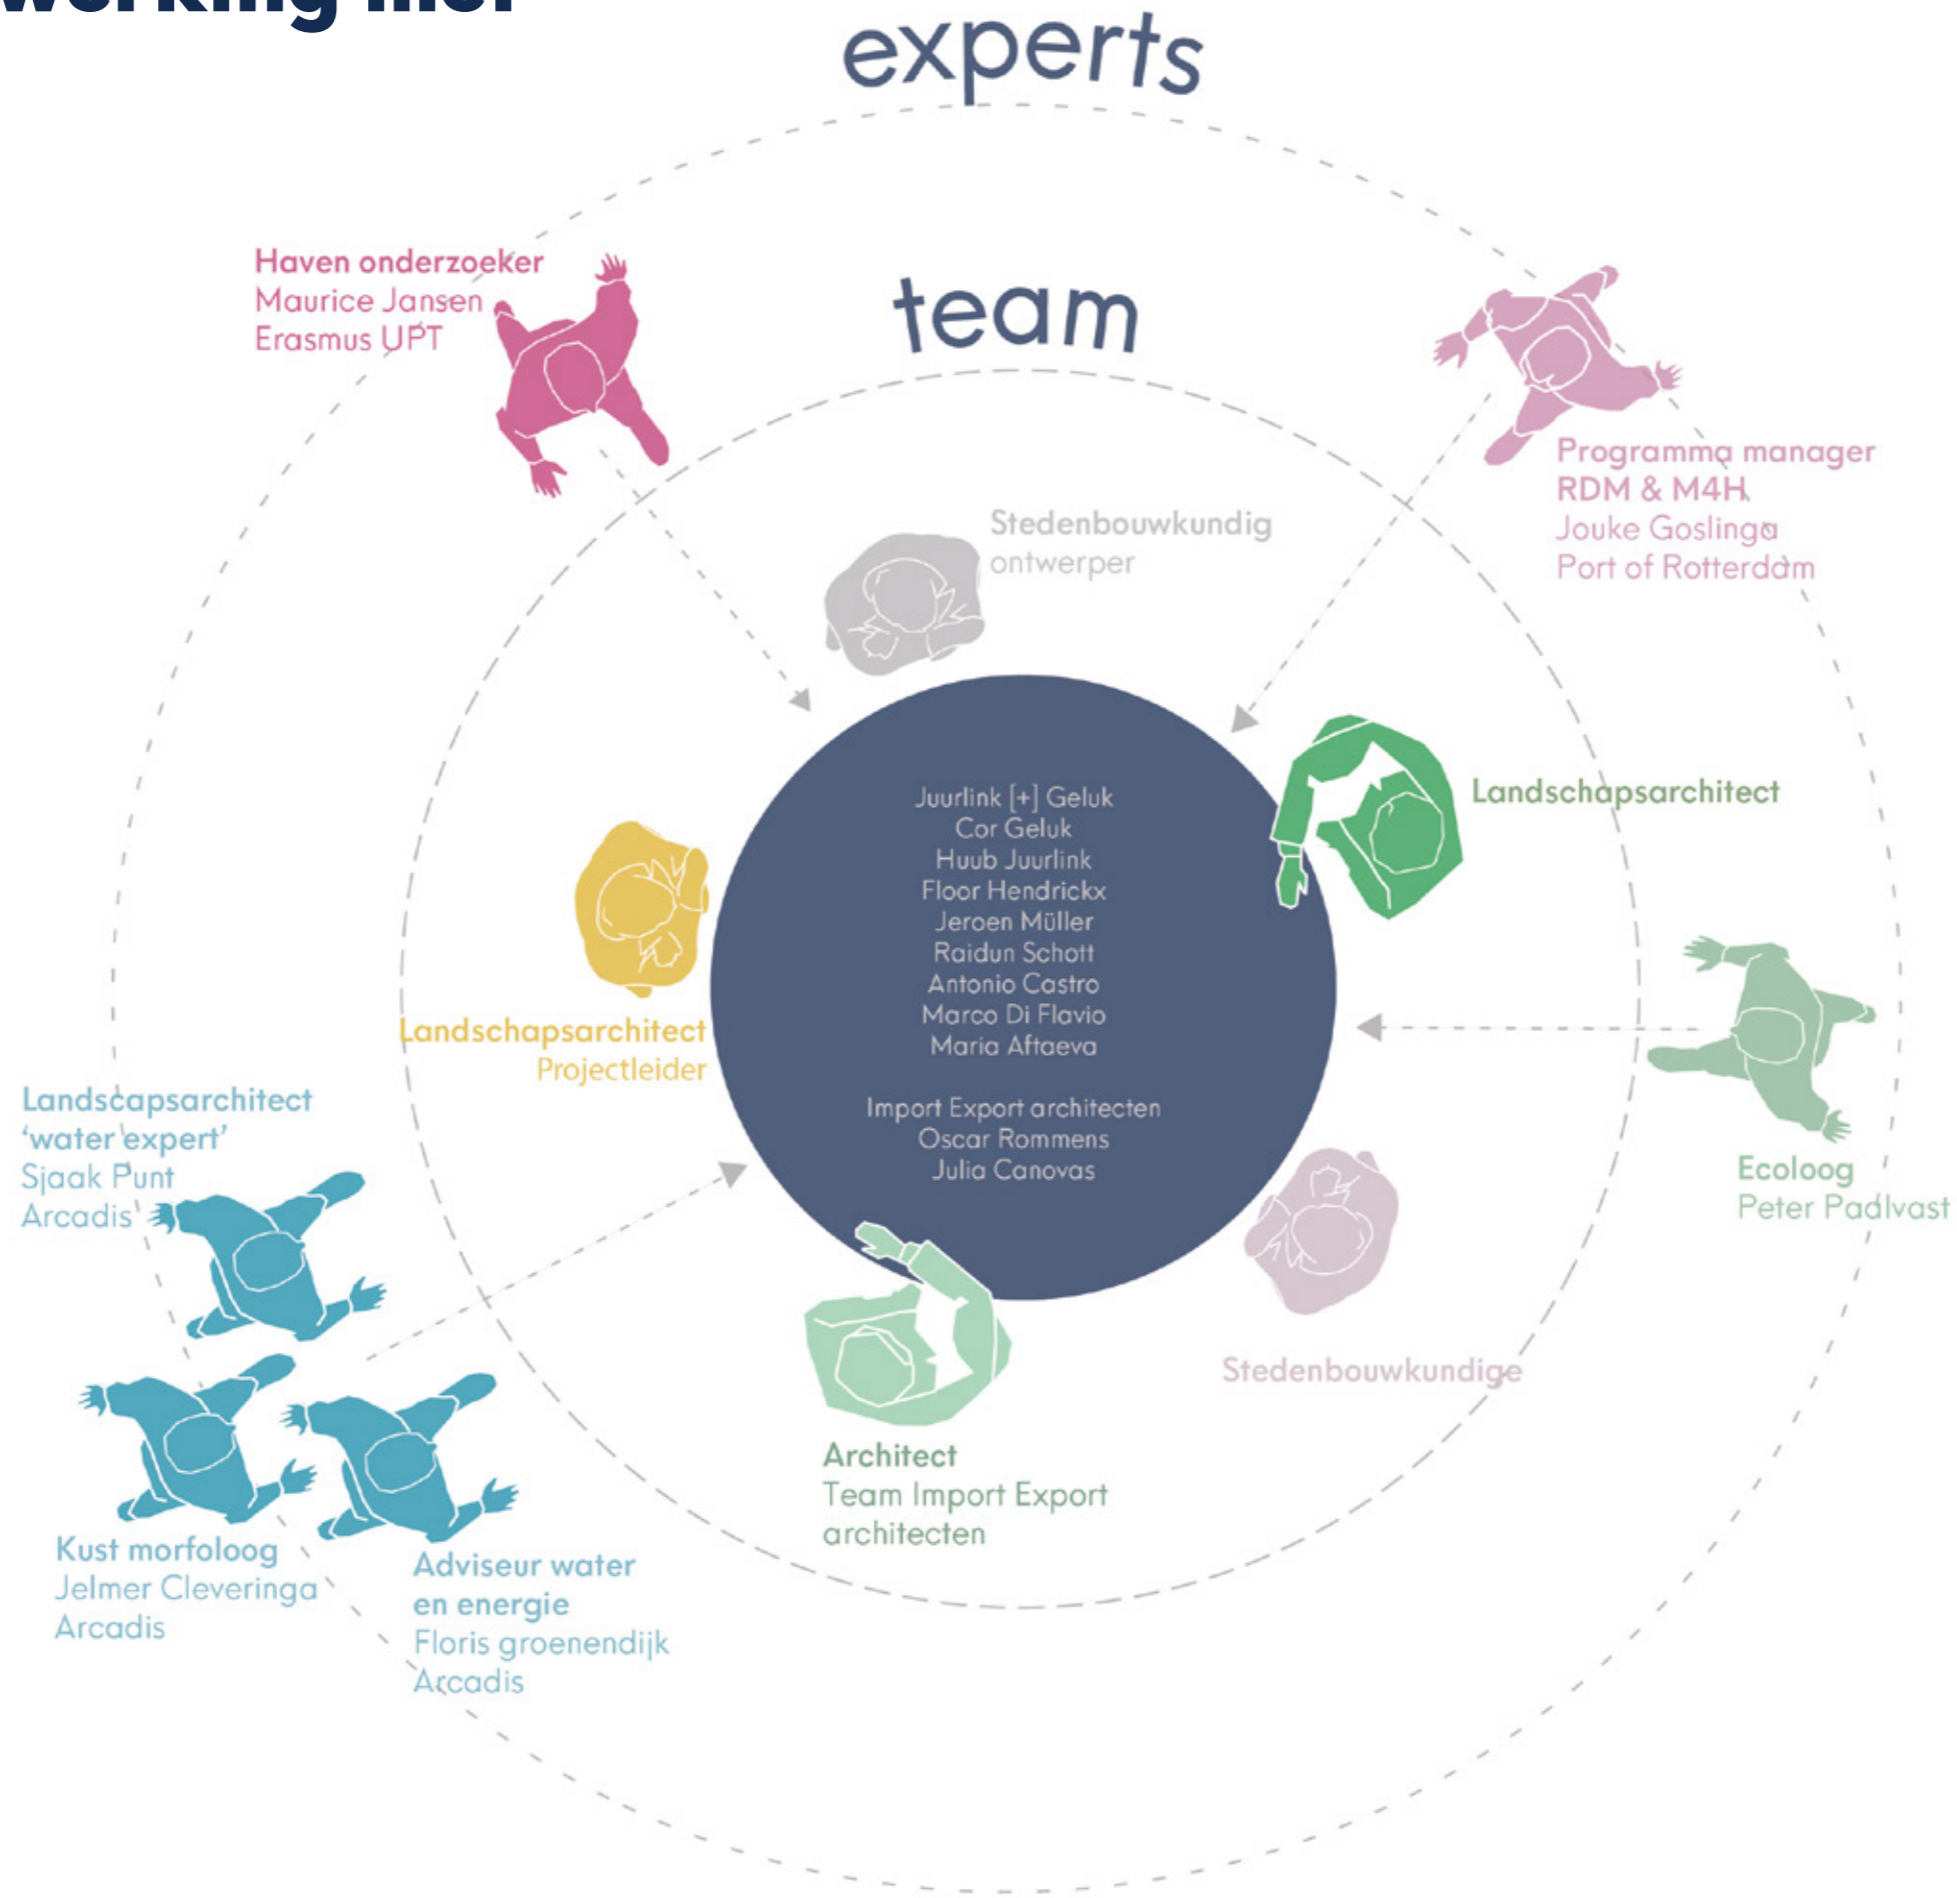 experts
team
Haven onderzoeker
Maurice Jansen
Erasmus UPT
Programma manager
RDM & M4H
Jouke Goslinga
Port of Rotterdam
Stedenbouwkundig
ontwerper
Landschapsarchitect
Juurlink [+] Geluk
Cor Geluk
Huub Juurlink
Floor Hendrickx
Jeroen Müller
Raidun Schott
Antonio Castro
Marco Di Flavio
Maria Aftaeva
Import Export architecten
Oscar Rommens
Julia Canovas
Landschapsarchitect
Projectleider
Landscapsarchitect
'water expert'
Sjaak Punt
Arcadis
Ecoloog
Peter Padlvast
Stedenbouwkundige
Architect
Team Import Export
architecten
Kust morfoloog
Jelmer Cleveringa
Arcadis
Adviseur water
en energie
Floris groenendijk
Arcadis